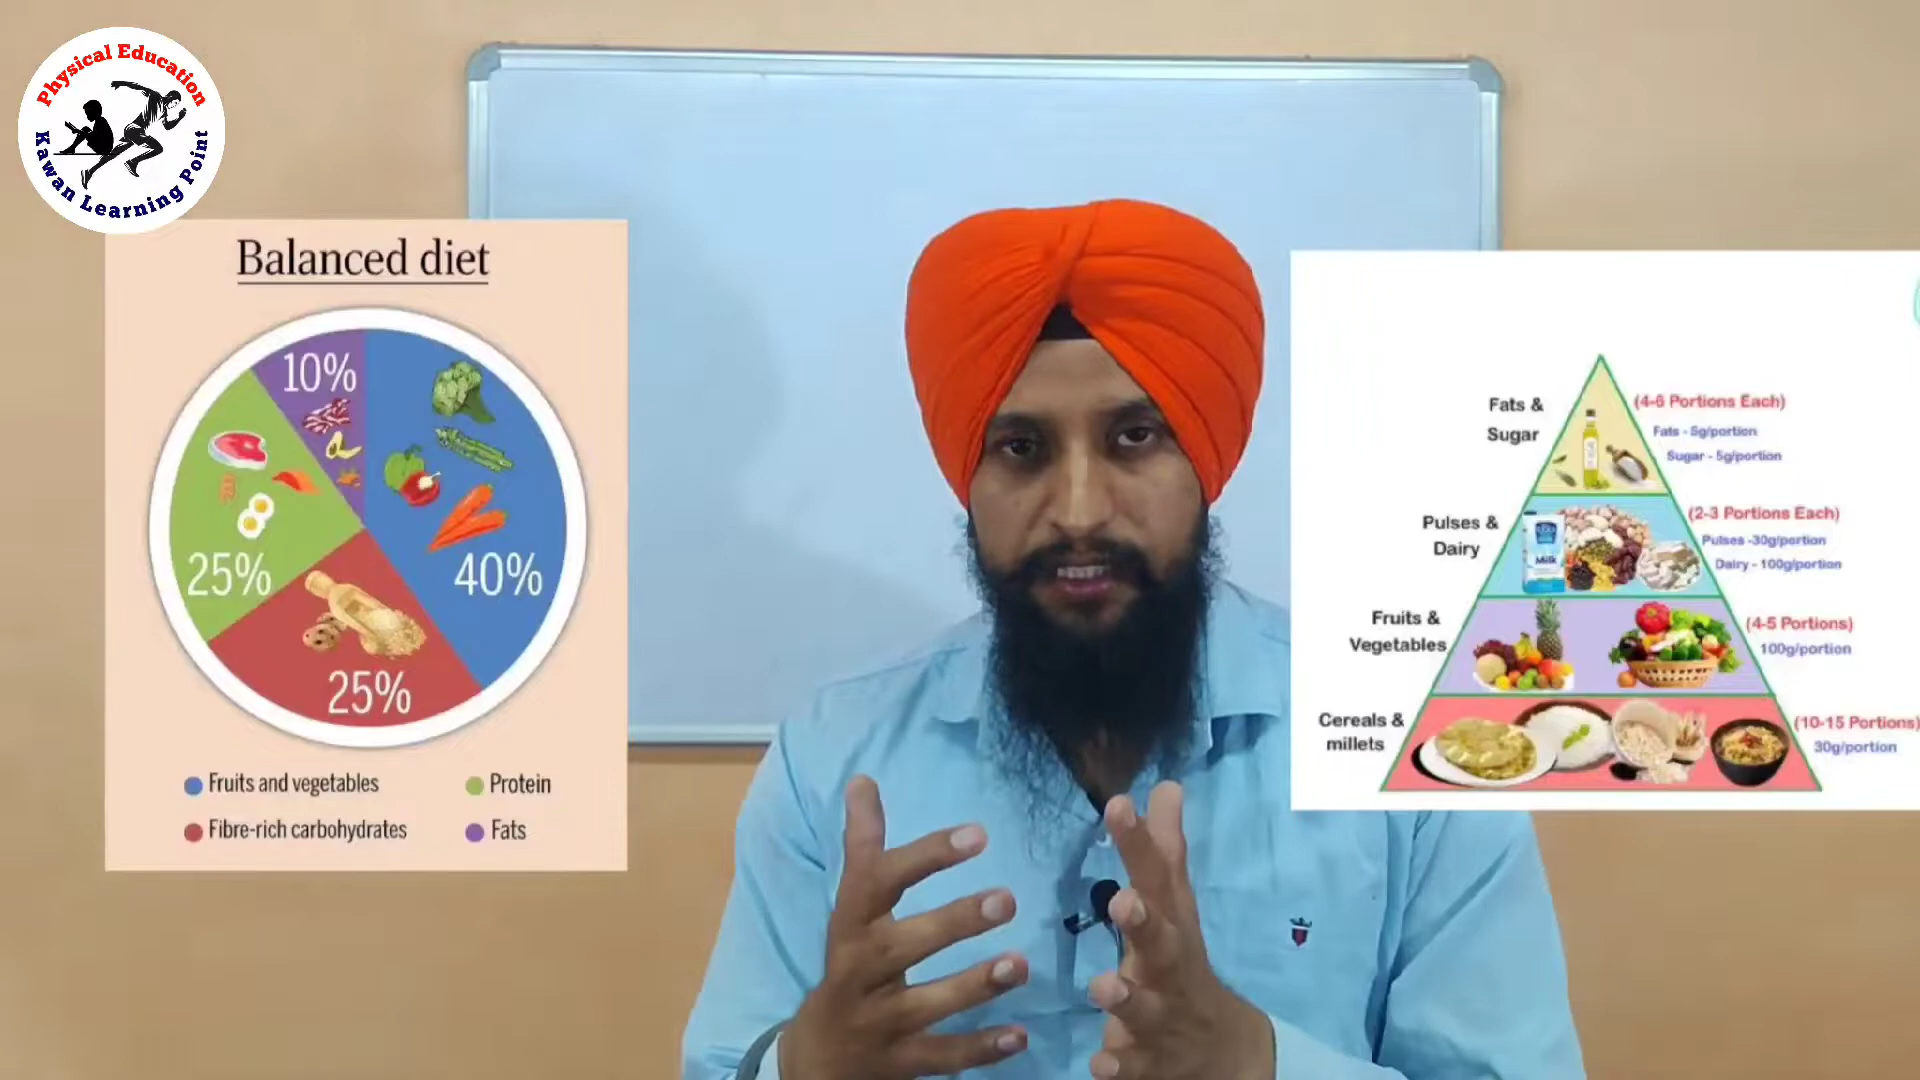 Physical Education
Kawan Learning Point
Balanced diet
10%
40%
25%
25%
Fruits and vegetables
Protein
Fibre-rich carbohydrates
Fats
Fats &
Sugar
(4-6 Portions Each)
Fats - 5g/portion
Sugar - 5g/portion
Pulses &
Dairy
(2-3 Portions Each)
Pulses -30g/portion
Dairy - 100g/portion
Milk
Fruits &
Vegetables
(4-5 Portions)
100g/portion
Cereals &
millets
(10-15 Portions)
30g/portion